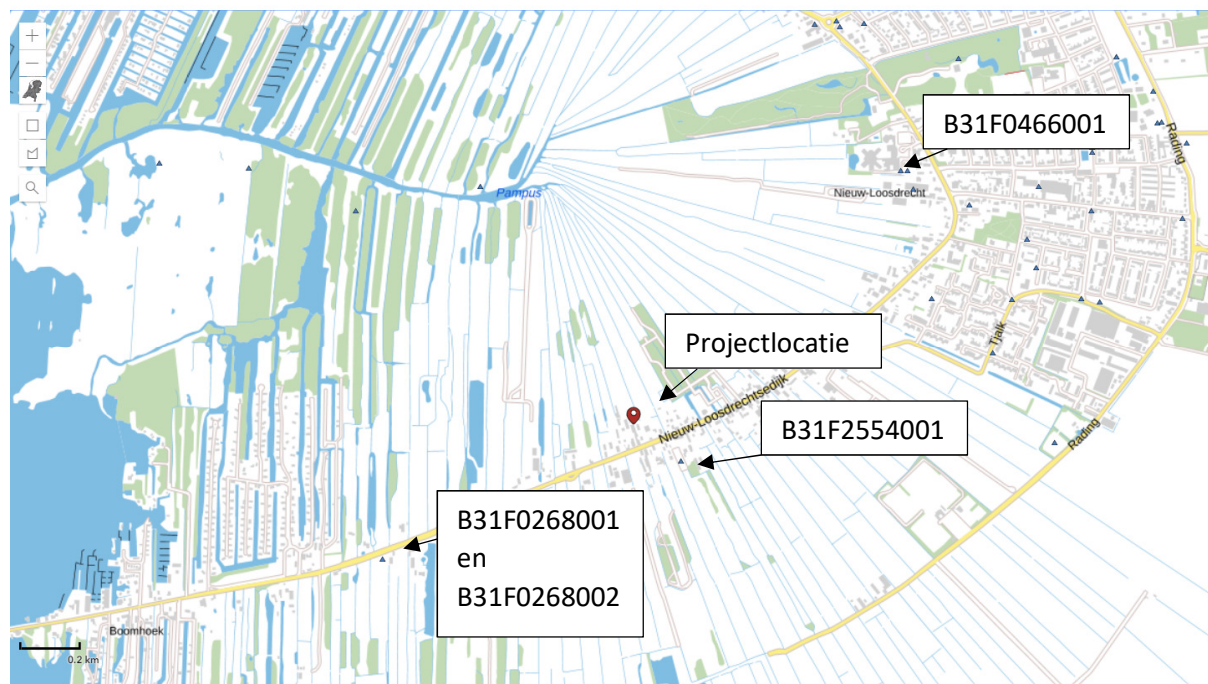 B31F0466001
Rading
Pampus
Nieuw-Loosdrecht
Projectlocatie
Tjalk
Nieuw-Loosdrechtsedijk
B31F2554001
Rading
B31F0268001
en
B31F0268002
Boomhoek
0.2 km